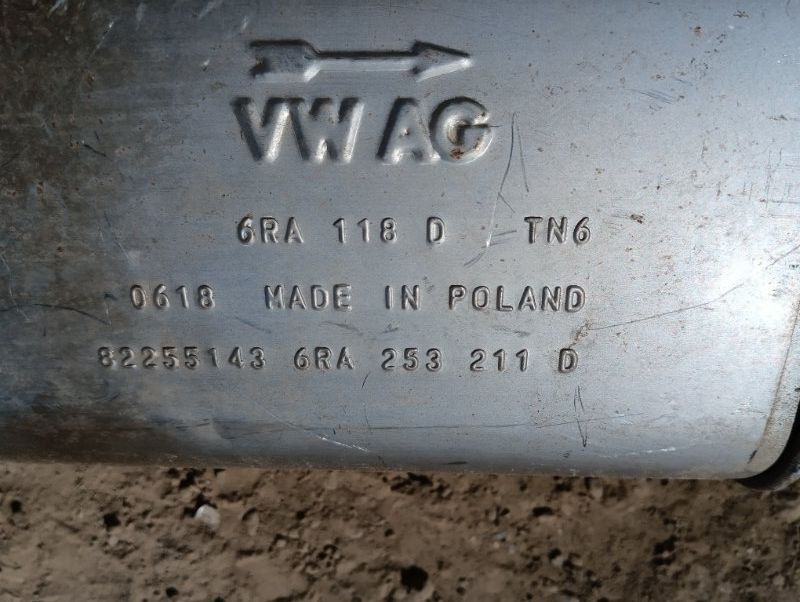 VW AG
6RA 118 D TN6
0618 MADE IN POLAND
82255143 6RA 253 211 D